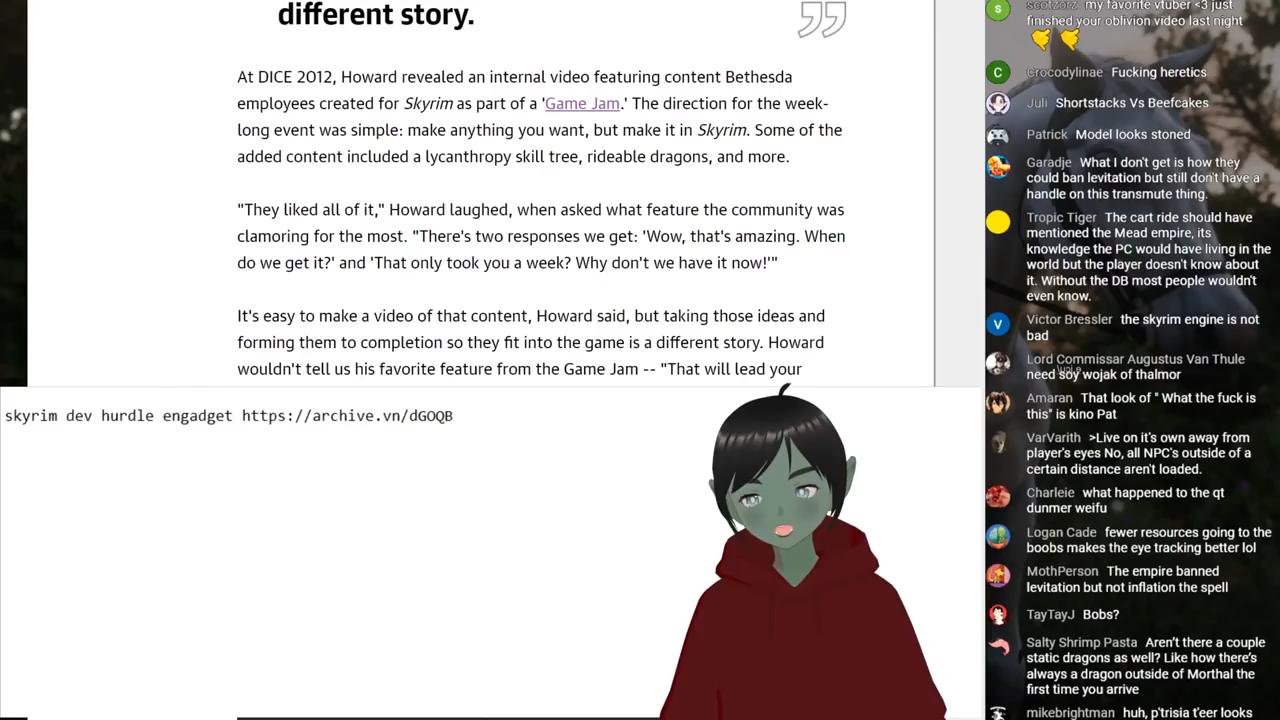 different story.
At DICE 2012, Howard revealed an internal video featuring content Bethesda
employees created for Skyrim as part of a 'Game Jam.' The direction for the week-
long event was simple: make anything you want, but make it in Skyrim. Some of the
added content included a lycanthropy skill tree, rideable dragons, and more.
"They liked all of it," Howard laughed, when asked what feature the community was
clamoring for the most. "There's two responses we get: 'Wow, that's amazing. When
do we get it?' and 'That only took you a week? Why don't we have it now!'"
It's easy to make a video of that content, Howard said, but taking those ideas and
forming them to completion so they fit into the game is a different story. Howard
wouldn't tell us his favorite feature from the Game Jam -- "That will lead your
skyrim dev hurdle engadget https://archive.vn/dGOQB
scotzorz my favorite vtuber <3 just
finished your oblivion video last night
C Crocodylinae Fucking heretics
Juli Shortstacks Vs Beefcakes
Patrick Model looks stoned
Garadje What I don't get is how they
could ban levitation but still don't have a
handle on this transmute thing.
Tropic Tiger The cart ride should have
mentioned the Mead empire, its
knowledge the PC would have living in the
world but the player doesn't know about
it. Without the DB most people wouldn't
even know.
V Victor Bressler the skyrim engine is not
bad
Lord Commissar Augustus Van Thule
need soy wojak of thalmor
Amaran That look of " What the fuck is
this" is kino Pat
VarVarith >Live on it's own away from
player's eyes No, all NPC's outside of a
certain distance aren't loaded.
Charleie what happened to the qt
dunmer weifu
Logan Cade fewer resources going to the
boobs makes the eye tracking better lol
MothPerson The empire banned
levitation but not inflation the spell
TayTayJ Bobs?
Salty Shrimp Pasta Aren't there a couple
static dragons as well? Like how there's
always a dragon outside of Morthal the
first time you arrive
mikebrightman huh, p'trisia t'eer looks